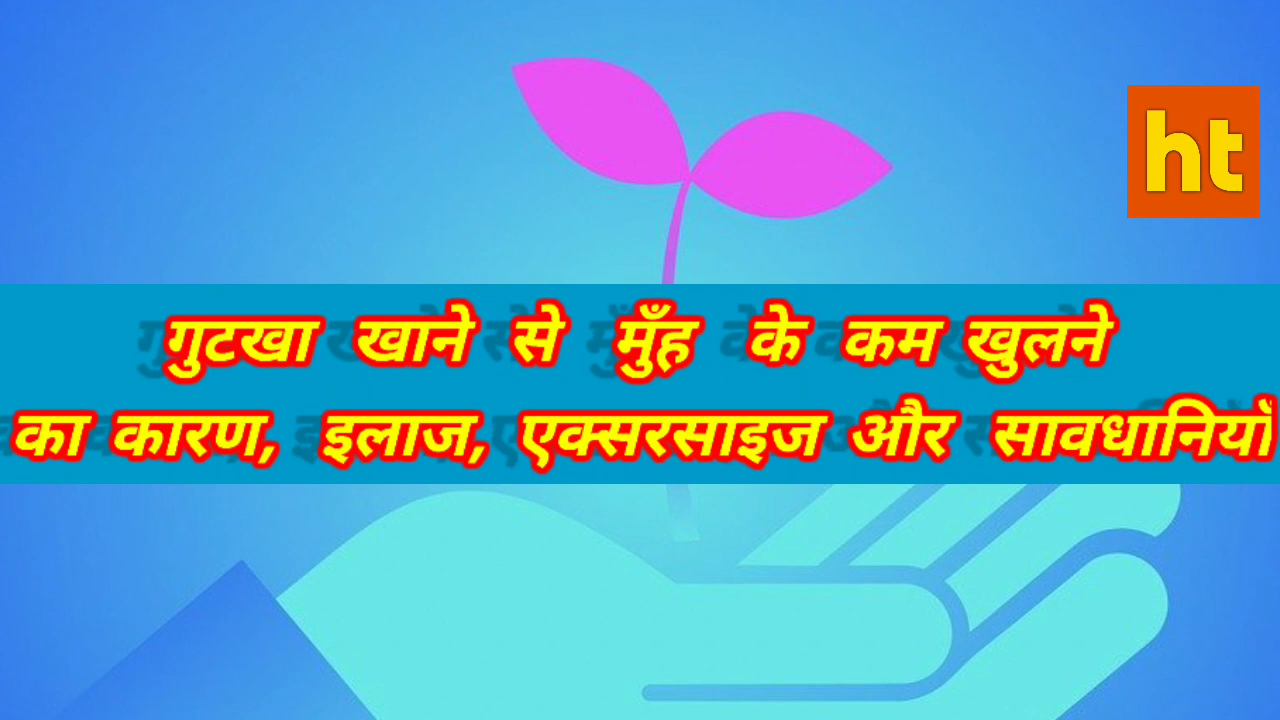 ht
गुटखा खाने से मुँह के कम खुलने
का कारण, इलाज, एक्सरसाइज और सावधानियाँ